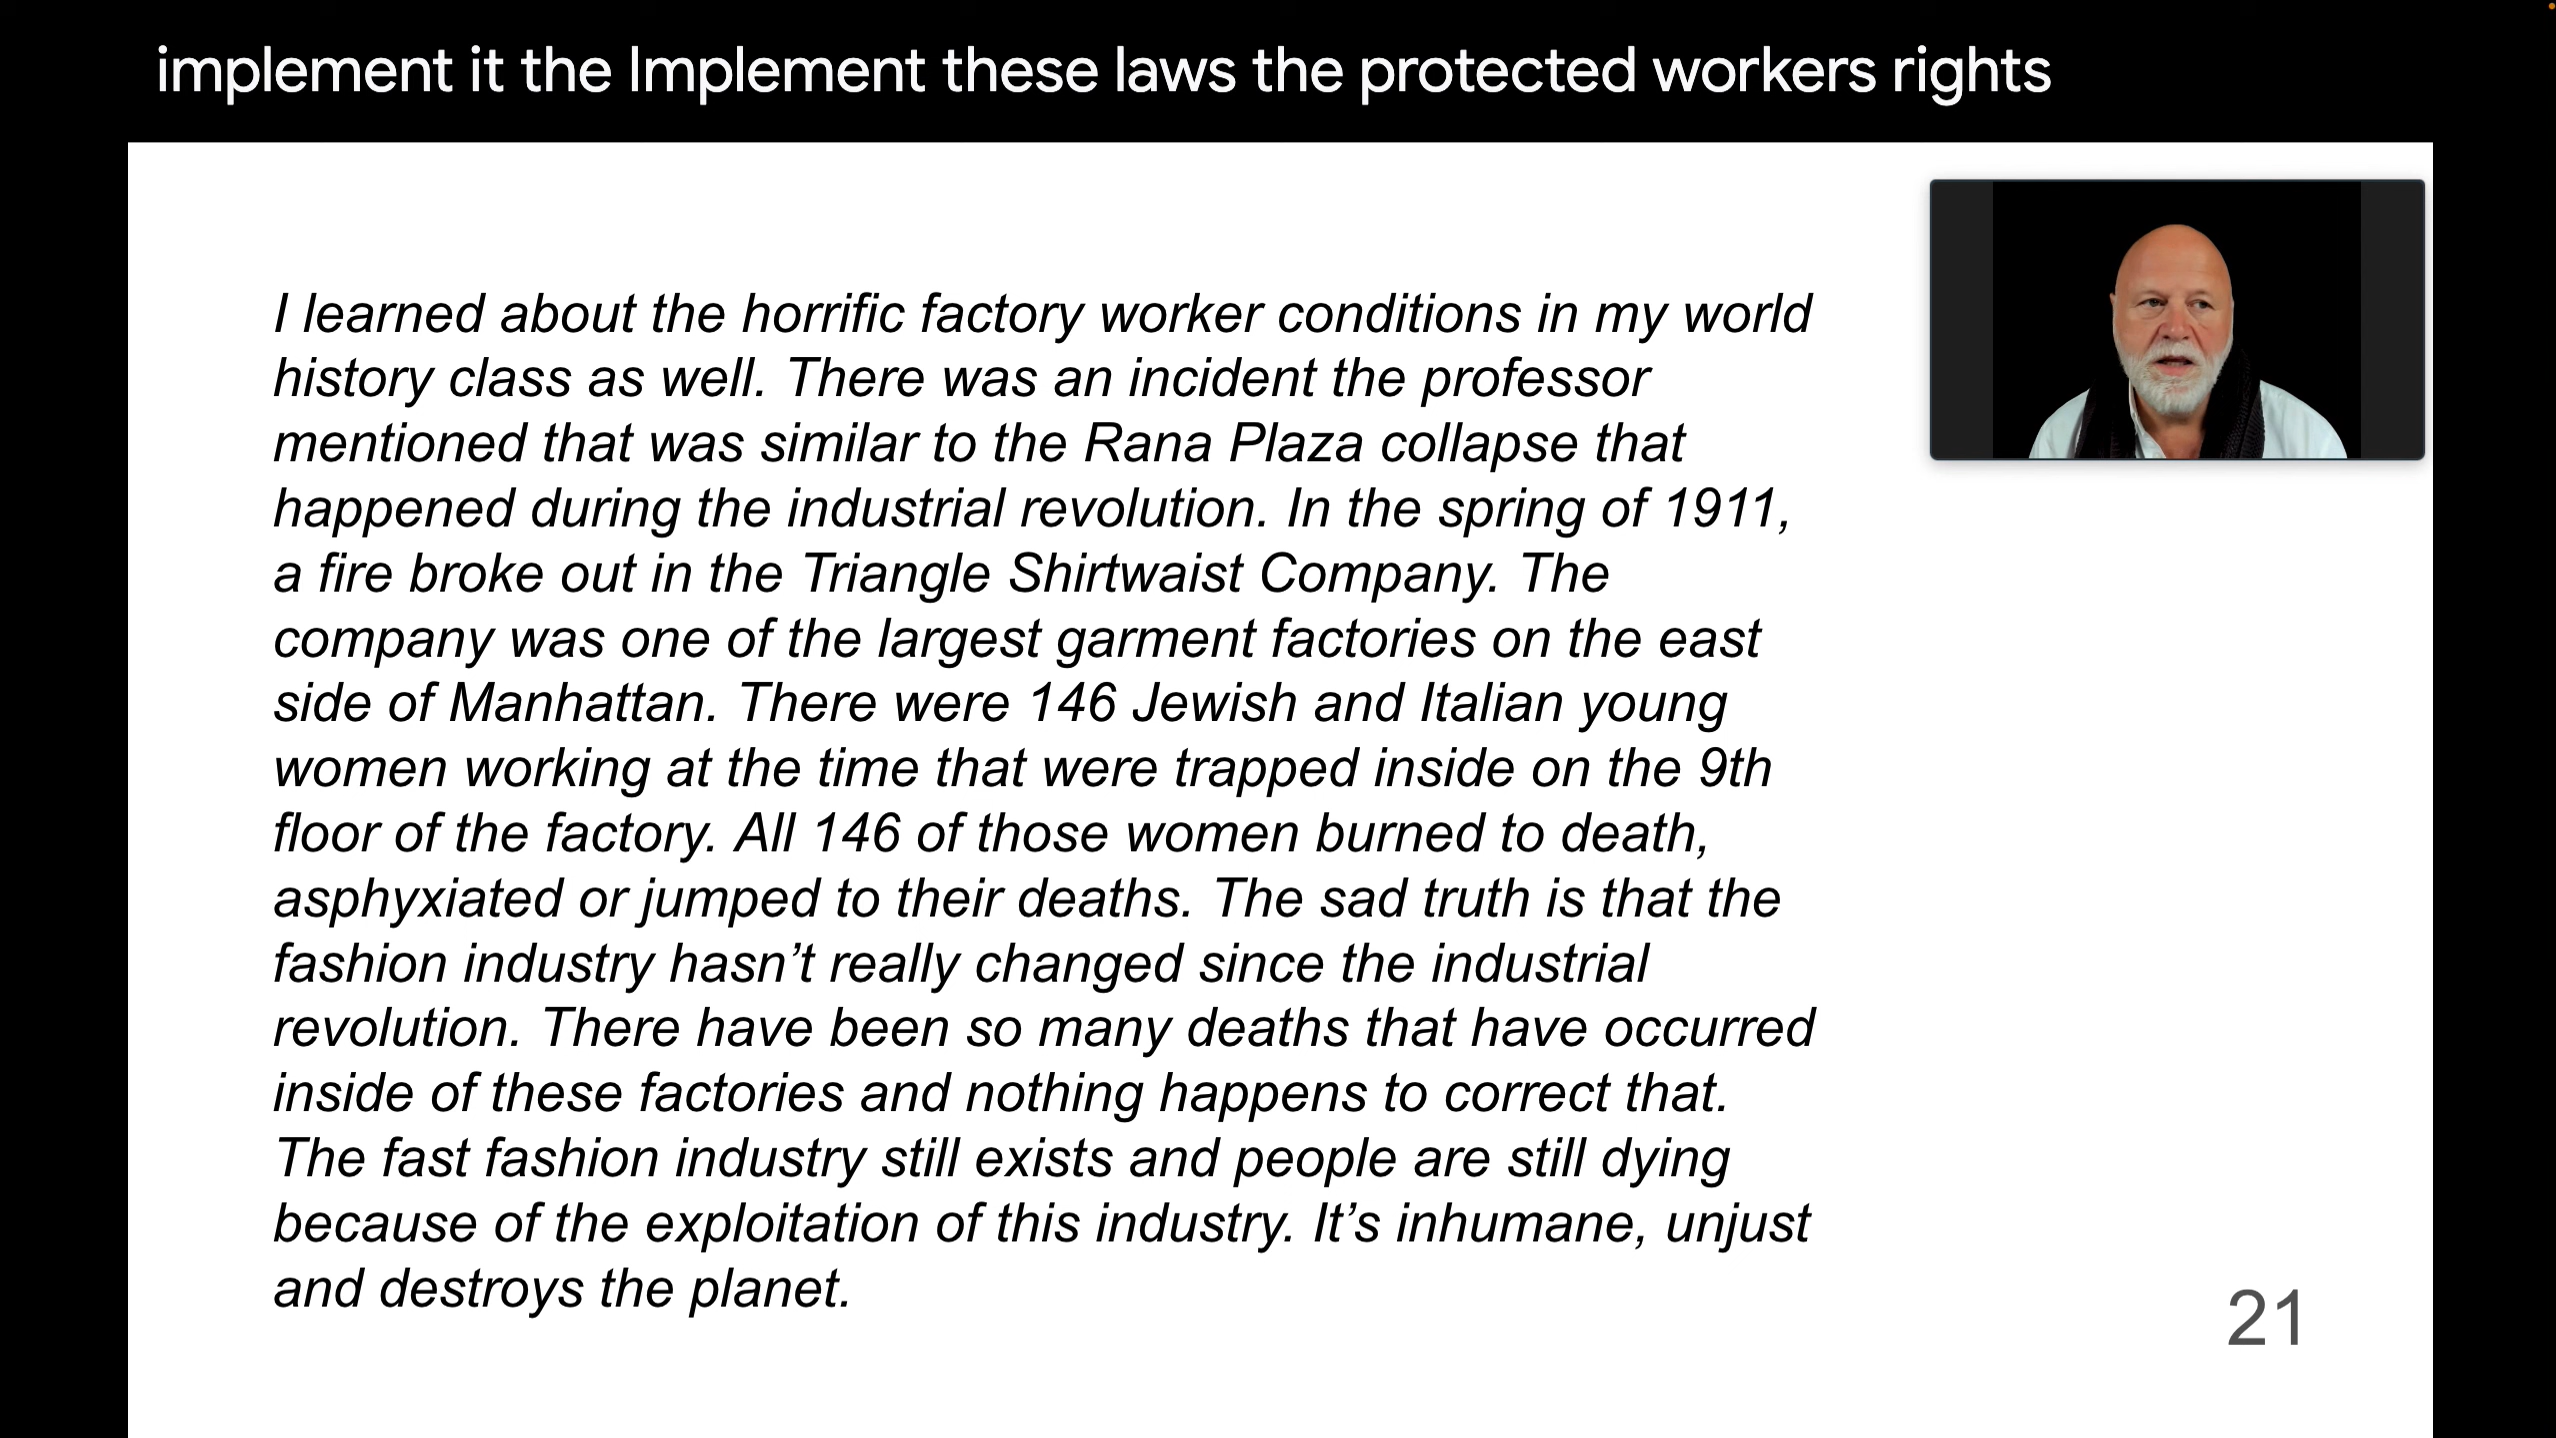 implement it the Implement these laws the protected workers rights
I learned about the horrific factory worker conditions in my world
history class as well. There was an incident the professor
mentioned that was similar to the Rana Plaza collapse that
happened during the industrial revolution. In the spring of 1911,
a fire broke out in the Triangle Shirtwaist Company. The
company was one of the largest garment factories on the east
side of Manhattan. There were 146 Jewish and Italian young
women working at the time that were trapped inside on the 9th
floor of the factory. All 146 of those women burned to death,
asphyxiated or jumped to their deaths. The sad truth is that the
fashion industry hasn’t really changed since the industrial
revolution. There have been so many deaths that have occurred
inside of these factories and nothing happens to correct that.
The fast fashion industry still exists and people are still dying
because of the exploitation of this industry. It’s inhumane, unjust
and destroys the planet.
21